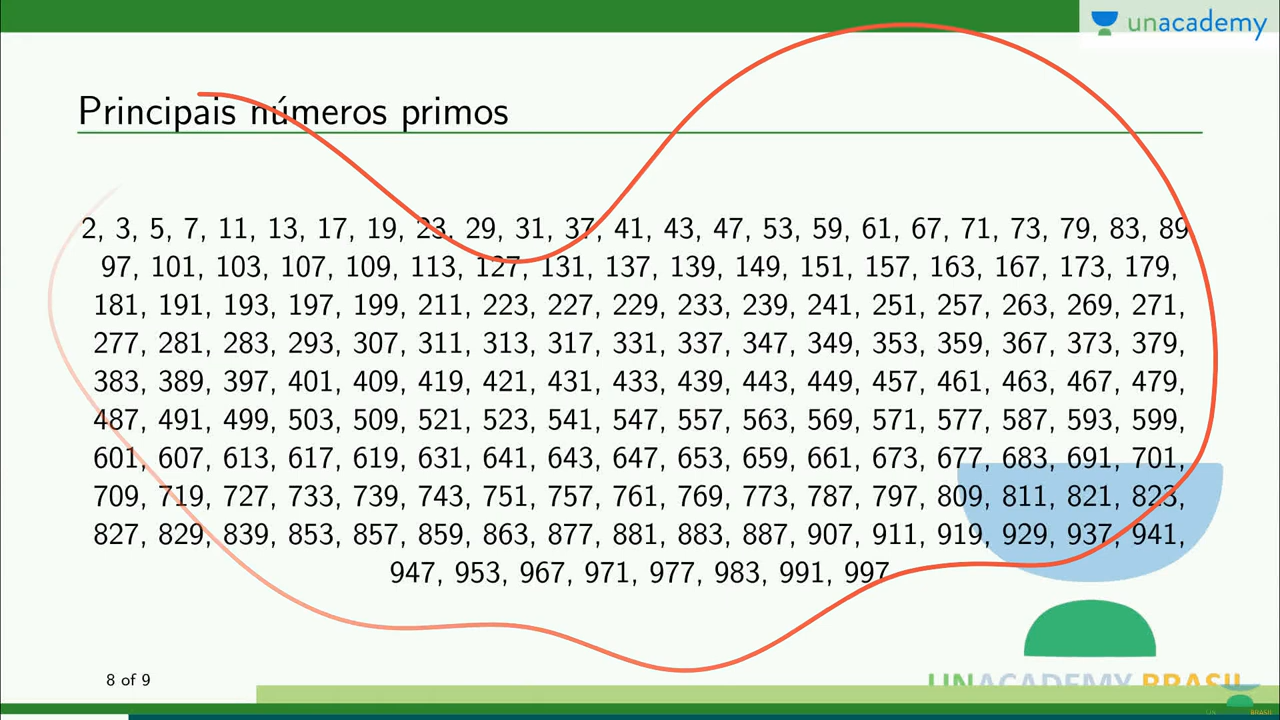 unacademy
Principais números primos
2, 3, 5, 7, 11, 13, 17, 19, 23, 29, 31, 37, 41, 43, 47, 53, 59, 61, 67, 71, 73, 79, 83, 89
97, 101, 103, 107, 109, 113, 127, 131, 137, 139, 149, 151, 157, 163, 167, 173, 179,
181, 191, 193, 197, 199, 211, 223, 227, 229, 233, 239, 241, 251, 257, 263, 269, 271,
277, 281, 283, 293, 307, 311, 313, 317, 331, 337, 347, 349, 353, 359, 367, 373, 379,
383, 389, 397, 401, 409, 419, 421, 431, 433, 439, 443, 449, 457, 461, 463, 467, 479,
487, 491, 499, 503, 509, 521, 523, 541, 547, 557, 563, 569, 571, 577, 587, 593, 599,
601, 607, 613, 617, 619, 631, 641, 643, 647, 653, 659, 661, 673, 677, 683, 691, 701,
709, 719, 727, 733, 739, 743, 751, 757, 761, 769, 773, 787, 797, 809, 811, 821, 823,
827, 829, 839, 853, 857, 859, 863, 877, 881, 883, 887, 907, 911, 919, 929, 937, 941,
947, 953, 967, 971, 977, 983, 991, 997
8 of 9
UNACADEMY BRASIL